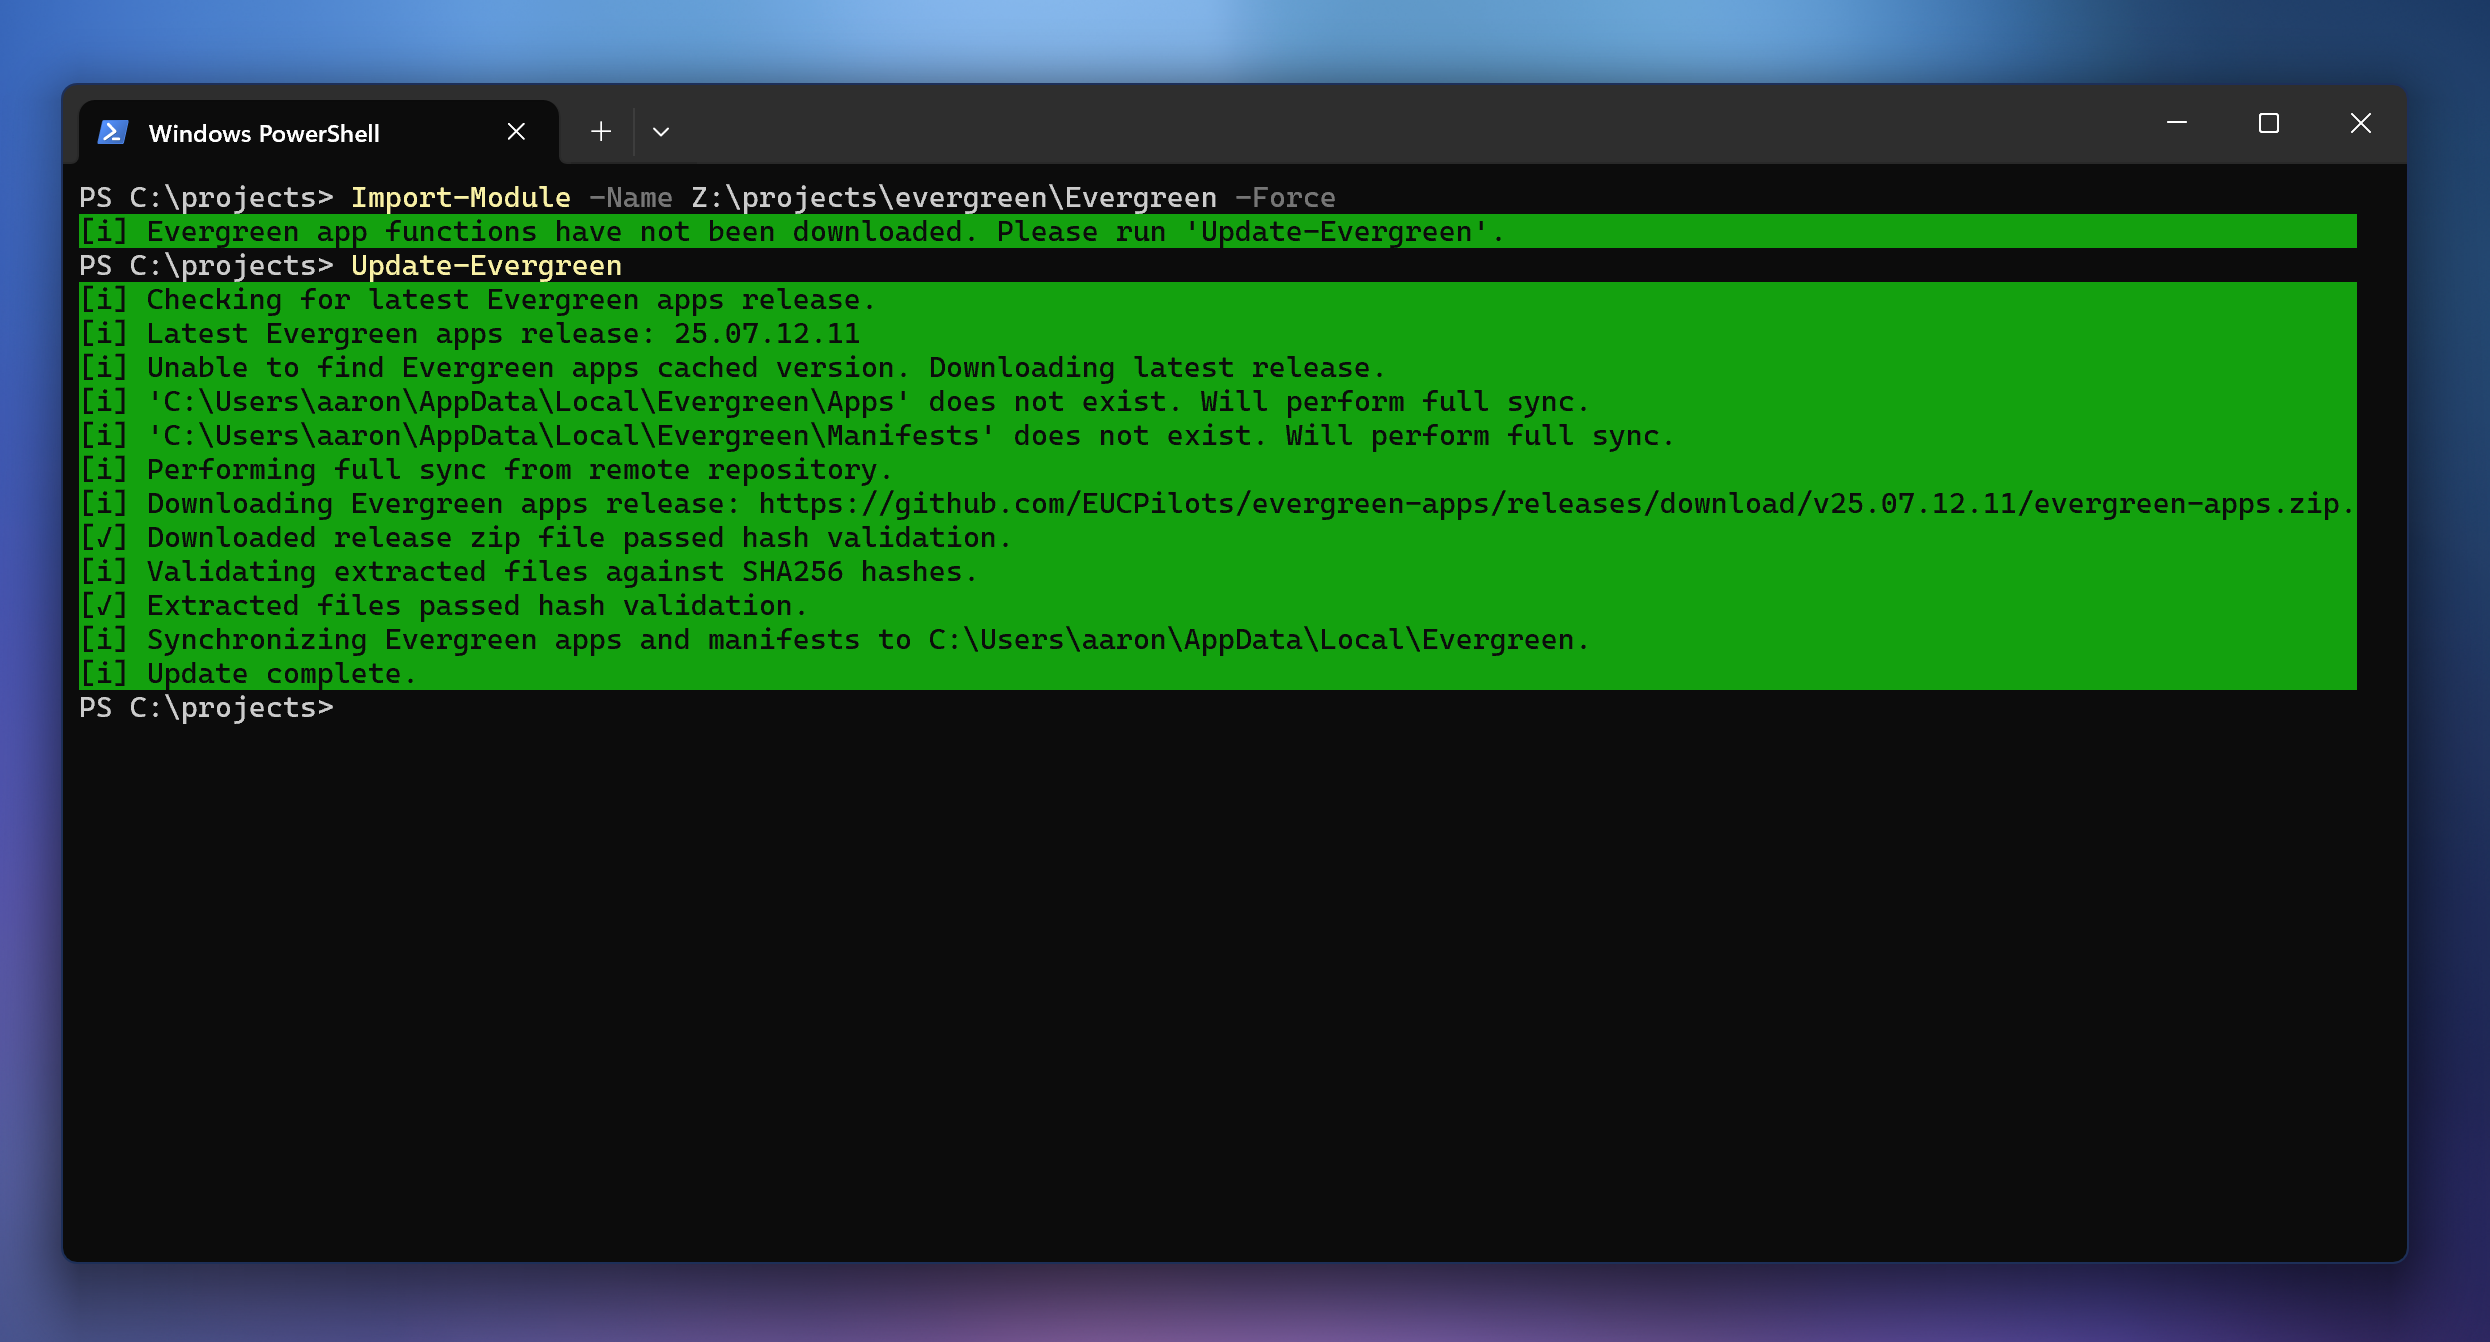 Windows PowerShell
PS C:\projects> Import-Module -Name Z:\projects\evergreen\Evergreen -Force
[i] Evergreen app functions have not been downloaded. Please run 'Update-Evergreen'.
PS C:\projects> Update-Evergreen
[i] Checking for latest Evergreen apps release.
[i] Latest Evergreen apps release: 25.07.12.11
[i] Unable to find Evergreen apps cached version. Downloading latest release.
[i] 'C:\Users\aaron\AppData\Local\Evergreen\Apps' does not exist. Will perform full sync.
[i] 'C:\Users\aaron\AppData\Local\Evergreen\Manifests' does not exist. Will perform full sync.
[i] Performing full sync from remote repository.
[i] Downloading Evergreen apps release: https://github.com/EUCPilots/evergreen-apps/releases/download/v25.07.12.11/evergreen-apps.zip.
[√] Downloaded release zip file passed hash validation.
[i] Validating extracted files against SHA256 hashes.
[√] Extracted files passed hash validation.
[i] Synchronizing Evergreen apps and manifests to C:\Users\aaron\AppData\Local\Evergreen.
[i] Update complete.
PS C:\projects>